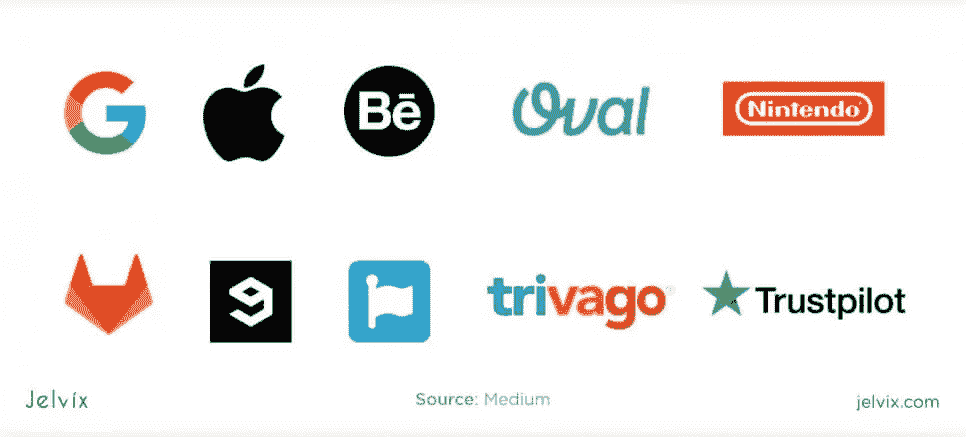 G
Bē
Oval
Nintendo
9
trivago
Trustpilot
Jelvix
Source: Medium
jelvix.com